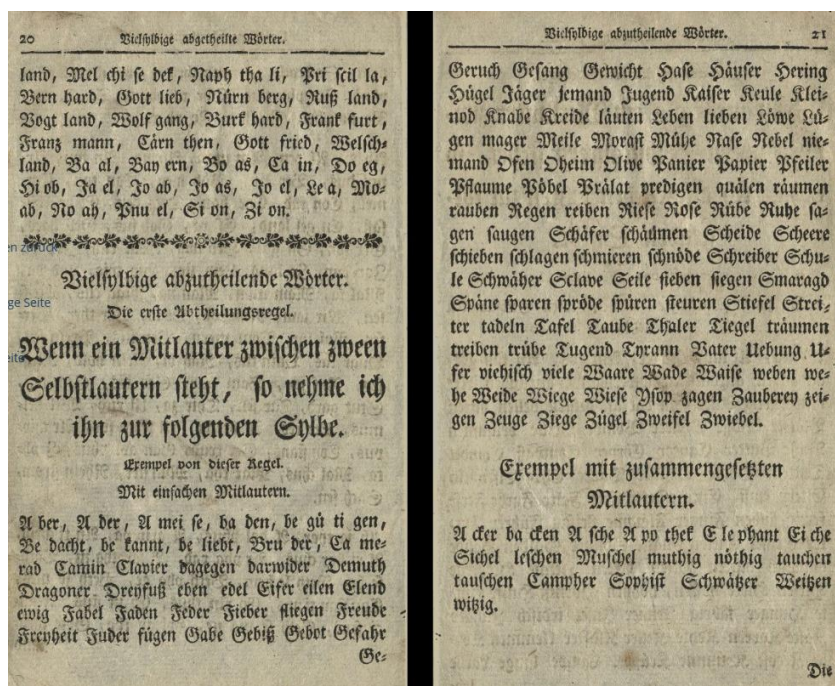 20
Vielsylbige abgetheilte Wörter.
land, Mel chi se dek, Naph tha li, Pri scil la,
Bern hard, Gott lieb, Nürn berg, Ruß land,
Vogt land, Wolf gang, Burk hard, Frank furt,
Franz mann, Cärn then, Gott fried, Welsch-
land, Ba al, Bay ern, Bo as, Ca in, Do eg,
Hi ob, Ja el, Jo ab, Jo as, Jo el, Le a, Mo-
ab, No ah, Pnu el, Si on, Zi on.
en zurück
Vielsylbige abzutheilende Wörter.
ge Seite
Die erste Abtheilungsregel.
Wenn ein Mitlauter zwischen zween
Selbstlautern steht, so nehme ich
ihn zur folgenden Sylbe.
Exempel von dieser Regel.
Mit einfachen Mitlautern.
A ber, A der, A mei se, ba den, be gü ti gen,
Be dacht, be kannt, be liebt, Bru der, Ca me-
rad Camin Clavier dagegen darwider Demuth
Dragoner Dreyfuß eben edel Eifer eilen Elend
ewig Fabel Faden Feder Fieber fliegen Freude
Freyheit Fuder fügen Gabe Gebiß Gebot Gefahr
Ge-
Vielsylbige abzutheilende Wörter.
21
Geruch Gesang Gewicht Hase Häuser Hering
Hügel Jäger jemand Jugend Kaiser Keule Klei-
nod Knabe Kreide läuten Leben lieben Löwe Lü-
gen mager Meile Morast Mühe Nase Nebel nie-
mand Ofen Oheim Olive Panier Papier Pfeiler
Pflaume Pöbel Prälat predigen quälen räumen
rauben Regen reiben Riese Rose Rübe Ruhe sa-
gen saugen Schäfer schäumen Scheide Scheere
schieben schlagen schmieren schnöde Schreiber Schu-
le Schwäher Sclave Seile sieben siegen Smaragd
Späne sparen spröde spüren steuren Stiefel Strei-
ter tadeln Tafel Taube Thaler Tiegel träumen
treiben trübe Tugend Tyrann Vater Uebung U-
fer viehisch viele Waare Wade Waise weben we-
he Weide Wiege Wiese Ysop zagen Zauberey zei-
gen Zeuge Ziege Zügel Zweifel Zwiebel.
Exempel mit zusammengesetzten
Mitlautern.
A cker ba cken A sche A po thek E le phant Ei che
Sichel leschen Muschel muthig nöthig tauchen
tauschen Campher Sophist Schwätzer Weitzen
witzig.
Die